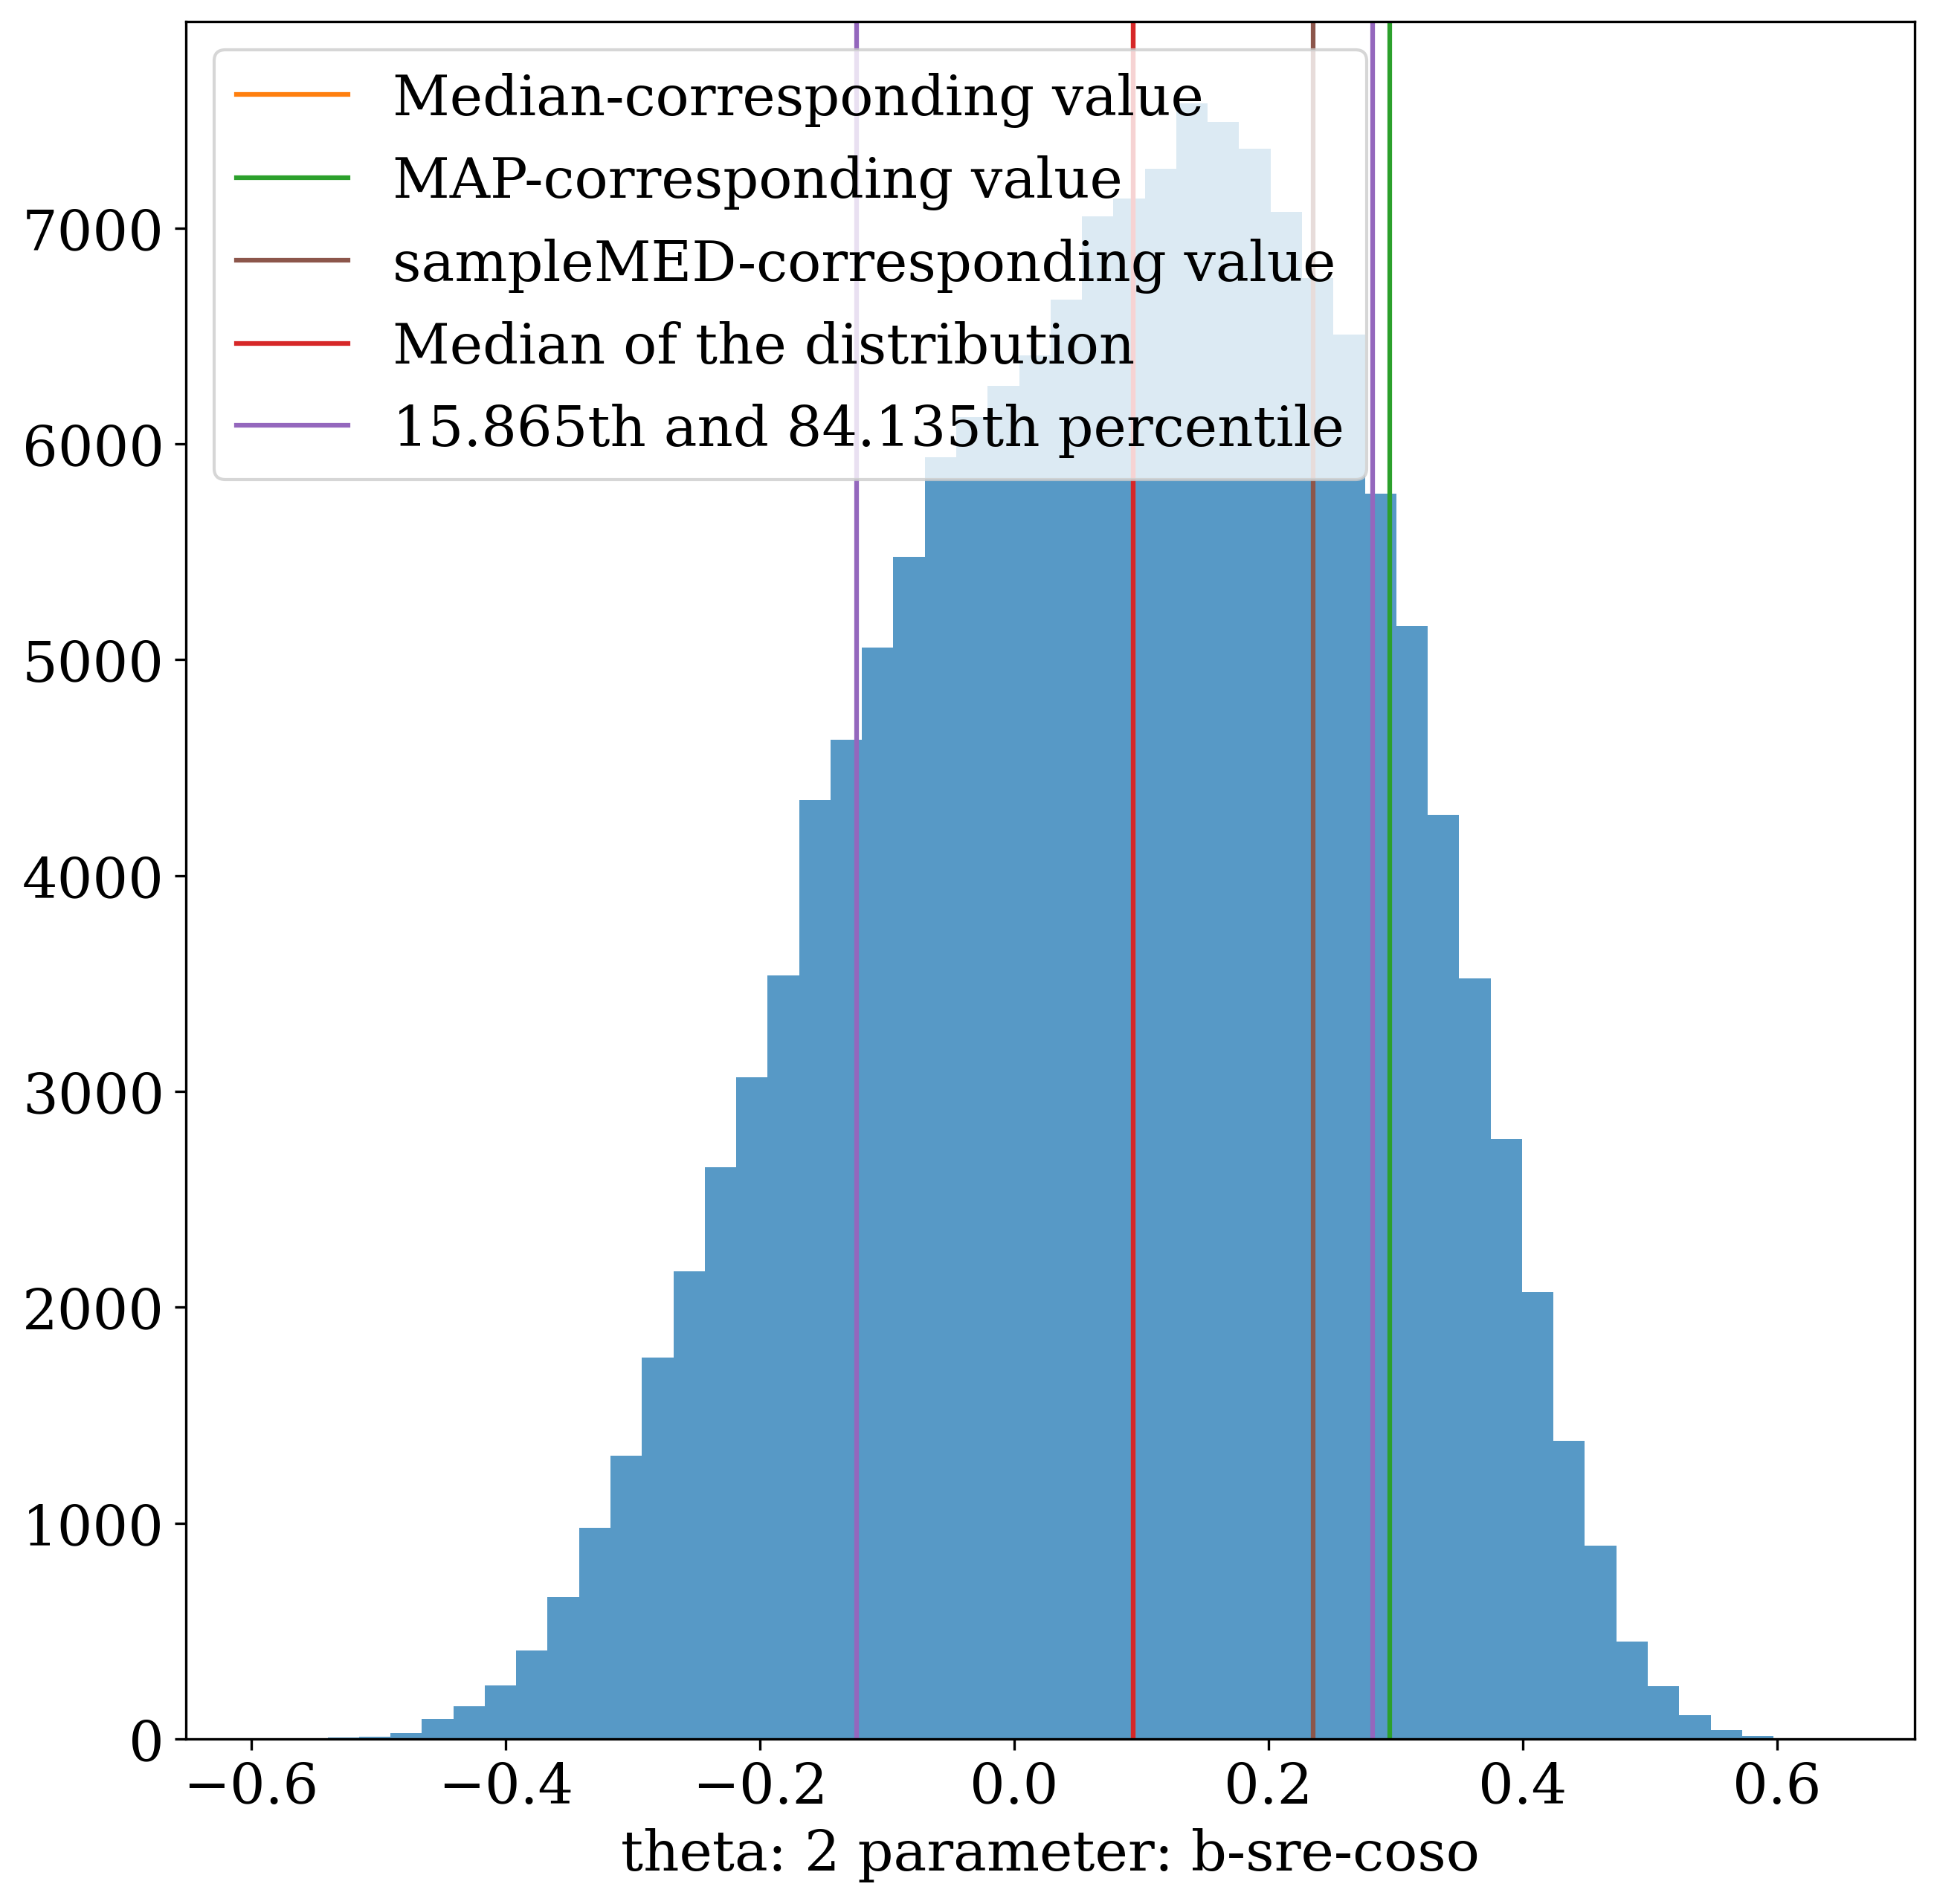 Median-corresponding value
MAP-corresponding value
sampleMED-corresponding value
Median of the distribution
15.865th and 84.135th percentile
7000
6000
5000
4000
3000
2000
1000
0
−0.6 −0.4 −0.2 0.0 0.2 0.4 0.6
theta: 2 parameter: b-sre-coso